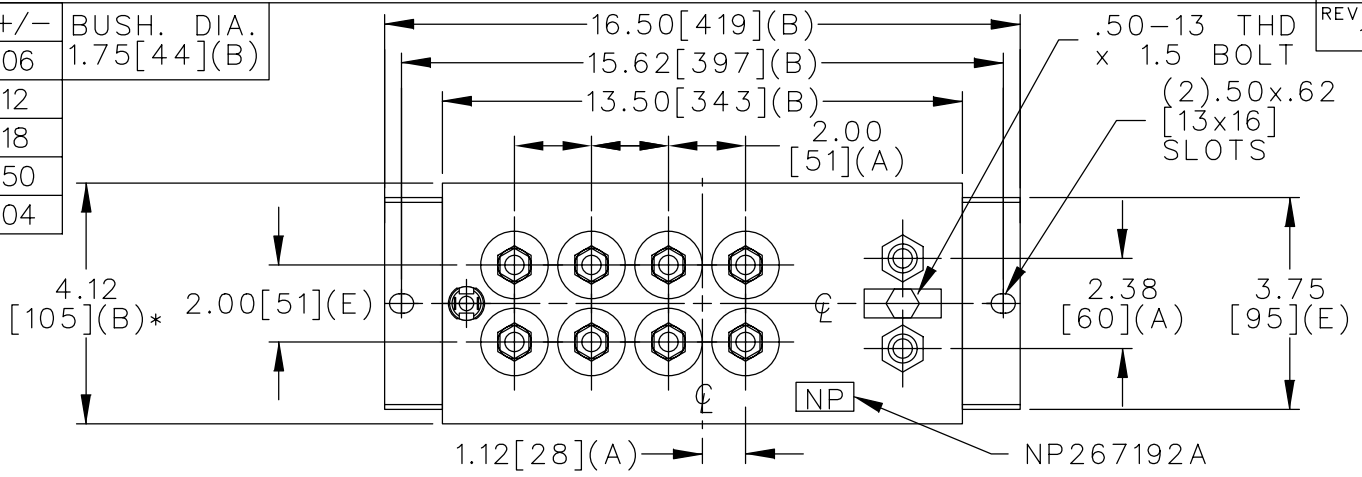 +/-
06
12
18
50
04
BUSH. DIA.
1.75[44](B)
16.50[419](B)
15.62[397](B)
13.50[343](B)
2.00
[51](A)
.50-13 THD
x 1.5 BOLT
(2).50x.62
[13x16]
SLOTS
REV
4.12
[105](B)*
2.00[51](E)
2.38
[60](A)
3.75
[95](E)
℄
℄
NP
1.12[28](A)
NP267192A